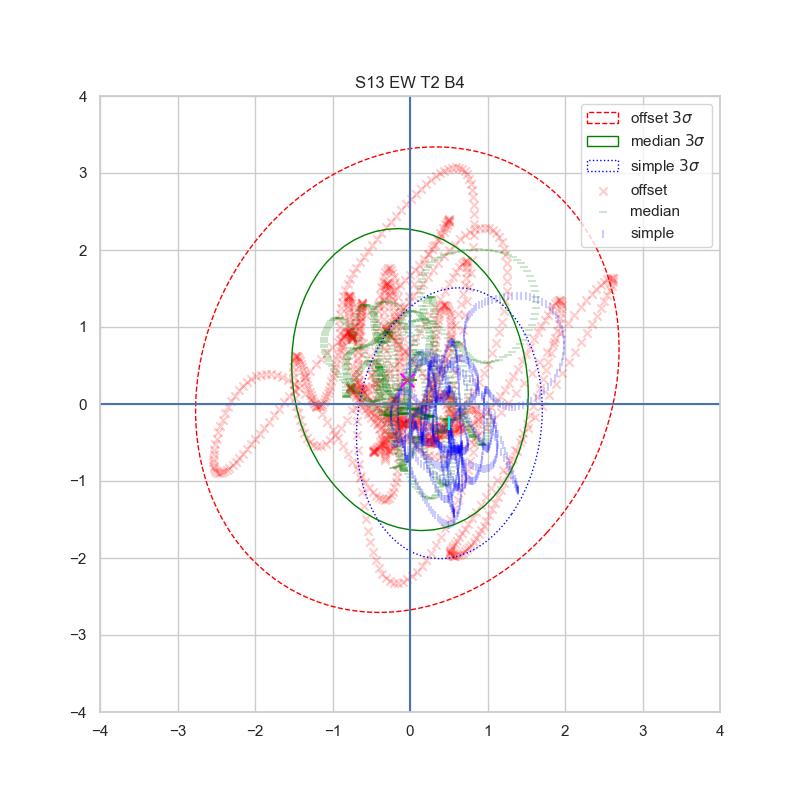 S13 EW T2 B4
offset 3σ
median 3σ
simple 3σ
offset
median
simple
4
3
2
1
0
−1
−2
−3
−4
−4 −3 −2 −1 0 1 2 3 4